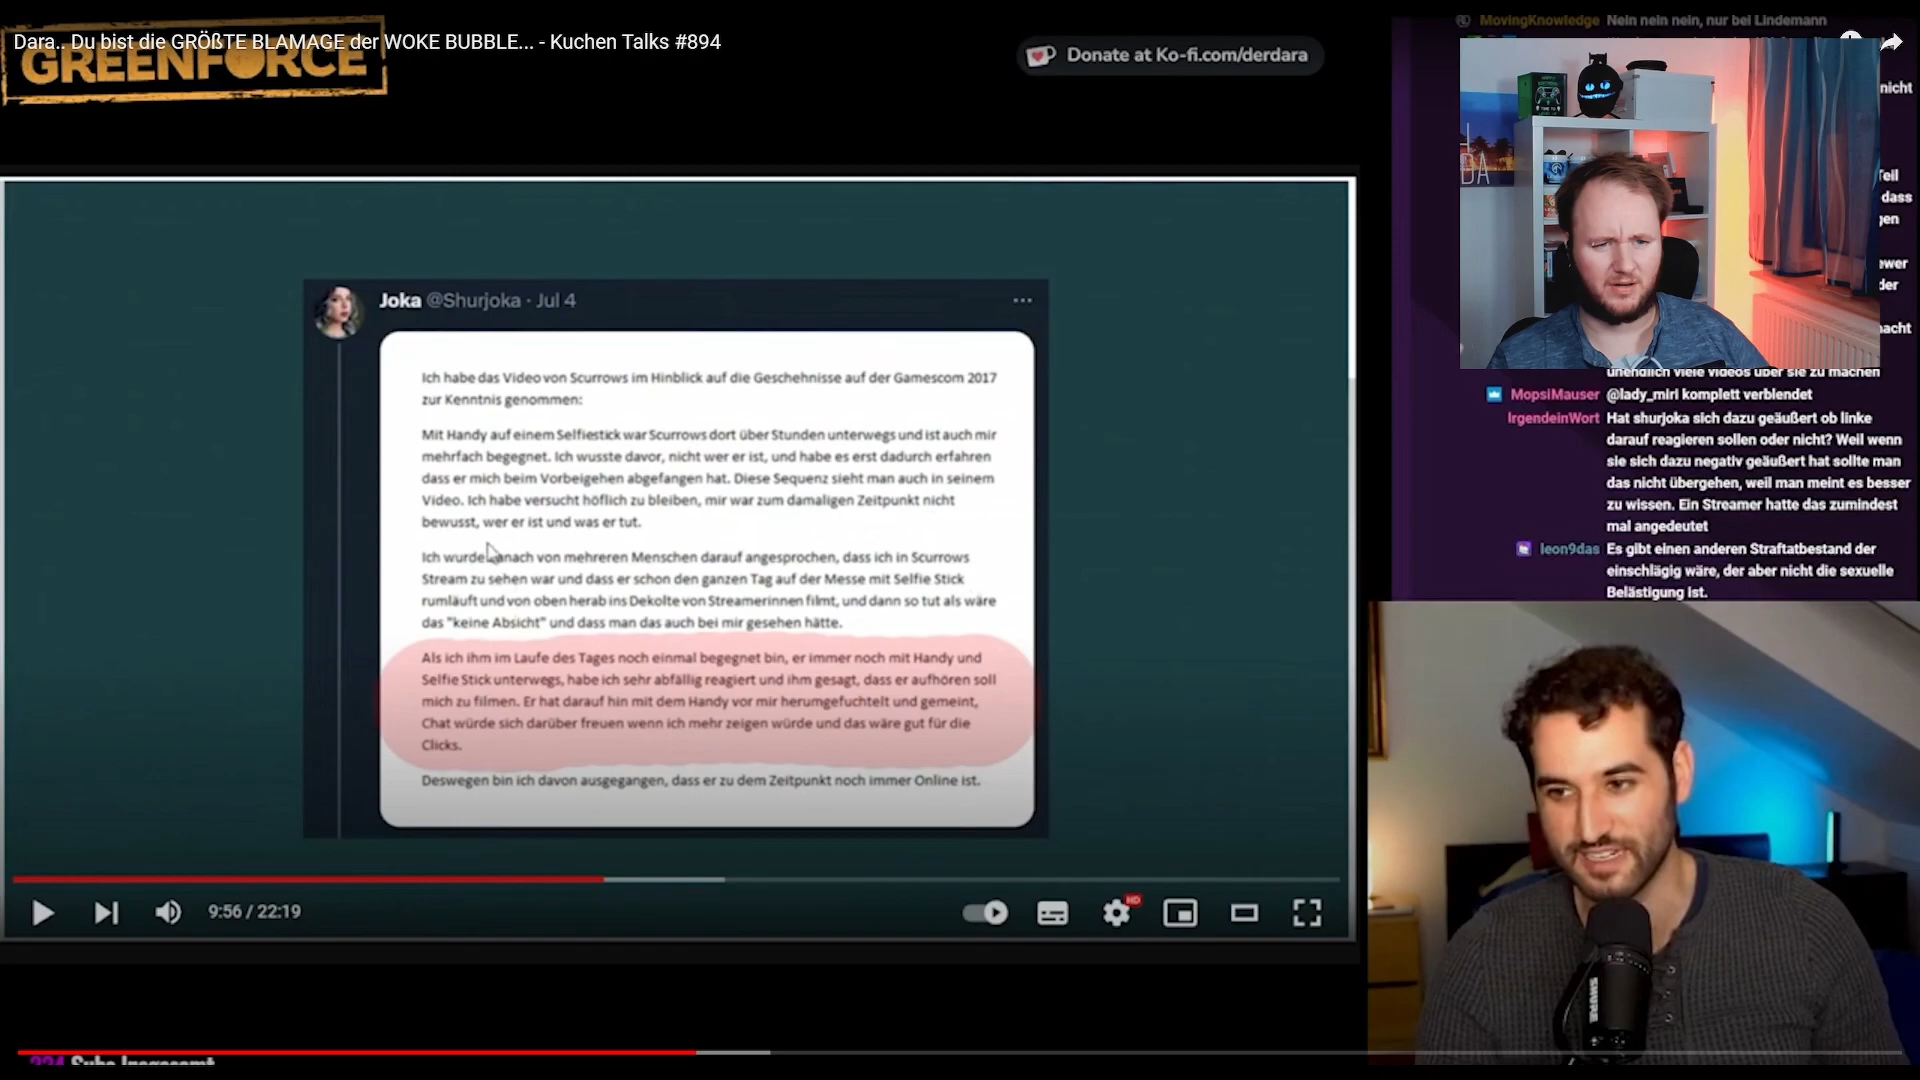 Dara.. Du bist die GRÖßTE BLAMAGE der WOKE BUBBLE... - Kuchen Talks #894
GREENFORCE
Donate at Ko-fi.com/derdara
Joka @Shurjoka · Jul 4
Ich habe das Video von Scurrows im Hinblick auf die Geschehnisse auf der Gamescom 2017
zur Kenntnis genommen:
Mit Handy auf einem Selfiestick war Scurrows dort über Stunden unterwegs und ist auch mir
mehrfach begegnet. Ich wusste davor, nicht wer er ist, und habe es erst dadurch erfahren
dass er mich beim Vorbeigehen abgefangen hat. Diese Sequenz sieht man auch in seinem
Video. Ich habe versucht höflich zu bleiben, mir war zum damaligen Zeitpunkt nicht
bewusst, wer er ist und was er tut.
Ich wurde danach von mehreren Menschen darauf angesprochen, dass ich in Scurrows
Stream zu sehen war und dass er schon den ganzen Tag auf der Messe mit Selfie Stick
rumläuft und von oben herab ins Dekolte von Streamerinnen filmt, und dann so tut als wäre
das "keine Absicht" und dass man das auch bei mir gesehen hätte.
Als ich ihm im Laufe des Tages noch einmal begegnet bin, er immer noch mit Handy und
Selfie Stick unterwegs, habe ich sehr abfällig reagiert und ihm gesagt, dass er aufhören soll
mich zu filmen. Er hat darauf hin mit dem Handy vor mir herumgefuchtelt und gemeint,
Chat würde sich darüber freuen wenn ich mehr zeigen würde und das wäre gut für die
Clicks.
Deswegen bin ich davon ausgegangen, dass er zu dem Zeitpunkt noch immer Online ist.
9:56 / 22:19
HD
MovingKnowledge Nein nein nein, nur bei Lindemann
nicht
dass
unendlich viele videos über sie zu machen
MopsiMauser @lady_miri komplett verblendet
IrgendeinWort Hat shurjoka sich dazu geäußert ob linke
darauf reagieren sollen oder nicht? Weil wenn
sie sich dazu negativ geäußert hat sollte man
das nicht übergehen, weil man meint es besser
zu wissen. Ein Streamer hatte das zumindest
mal angedeutet
leon9das Es gibt einen anderen Straftatbestand der
einschlägig wäre, der aber nicht die sexuelle
Belästigung ist.
SHURE